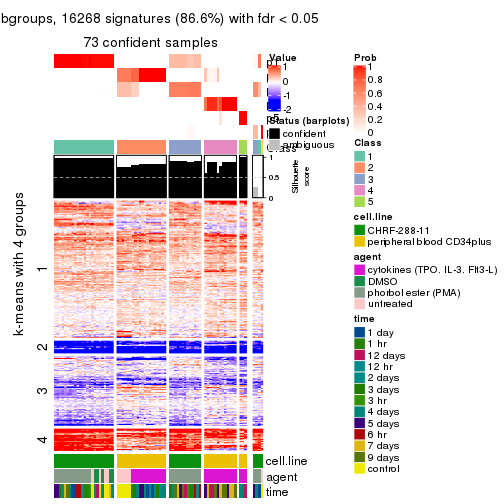 bgroups, 16268 signatures (86.6%) with fdr < 0.05
73 confident samples
k-means with 4 groups
1
2
3
4
p1
p5
Class
1
0.5
0
Silhouette
score
cell.line
agent
time
Value
1
0
-1
-2
Status (barplots)
confident
ambiguous
Prob
1
0.8
0.6
0.4
0.2
0
Class
1
2
3
4
5
cell.line
CHRF-288-11
peripheral blood CD34plus
agent
cytokines (TPO. IL-3. Flt3-L)
DMSO
phorbol ester (PMA)
untreated
time
1 day
1 hr
12 days
12 hr
2 days
3 days
3 hr
4 days
5 days
6 hr
7 days
9 days
control